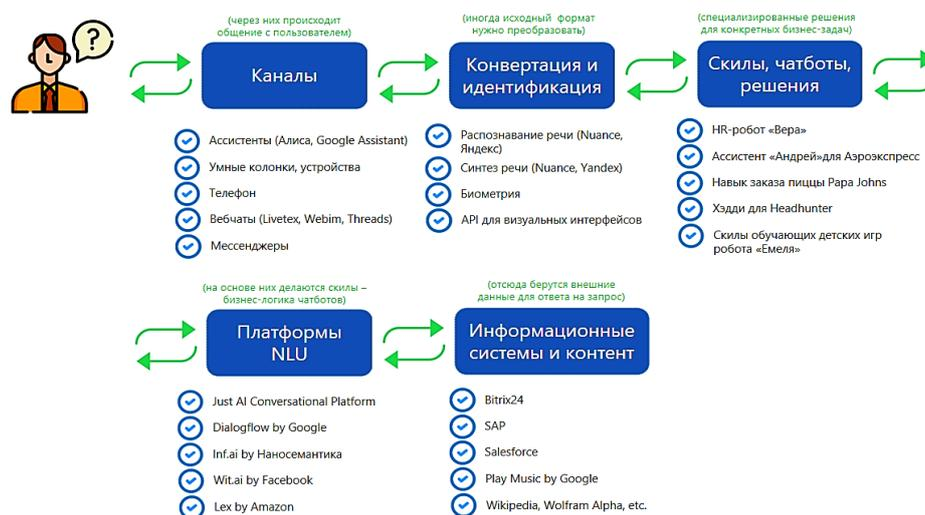 ?
(через них происходит
общение с пользователем)
Каналы
Ассистенты (Алиса, Google Assistant)
Умные колонки, устройства
Телефон
Вебчаты (Livetex, Webim, Threads)
Мессенджеры
(иногда исходный формат
нужно преобразовать)
Конвертация и
идентификация
Распознавание речи (Nuance,
Яндекс)
Синтез речи (Nuance, Yandex)
Биометрия
API для визуальных интерфейсов
(специализированные решения
для конкретных бизнес-задач)
Скилы, чатботы,
решения
HR-робот «Вера»
Ассистент «Андрей»для Аэроэкспресс
Навык заказа пиццы Papa Johns
Хэдди для Headhunter
Скилы обучающих детских игр
робота «Емеля»
(на основе них делаются скилы –
бизнес-логика чатботов)
Платформы
NLU
Just AI Conversational Platform
Dialogflow by Google
Inf.ai by Наносемантика
Wit.ai by Facebook
Lex by Amazon
(отсюда берутся внешние
данные для ответа на запрос)
Информационные
системы и контент
Bitrix24
SAP
Salesforce
Play Music by Google
Wikipedia, Wolfram Alpha, etc.